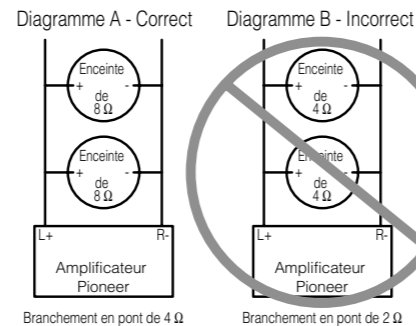 Diagramme A - Correct
Enceinte
+ -
de
8 Ω
Enceinte
+ -
de
8 Ω
L+ R-
Amplificateur
Pioneer
Branchement en pont de 4 Ω
Diagramme B - Incorrect
Enceinte
+ -
de
4 Ω
Enceinte
+ -
de
4 Ω
L+ R-
Amplificateur
Pioneer
Branchement en pont de 2 Ω